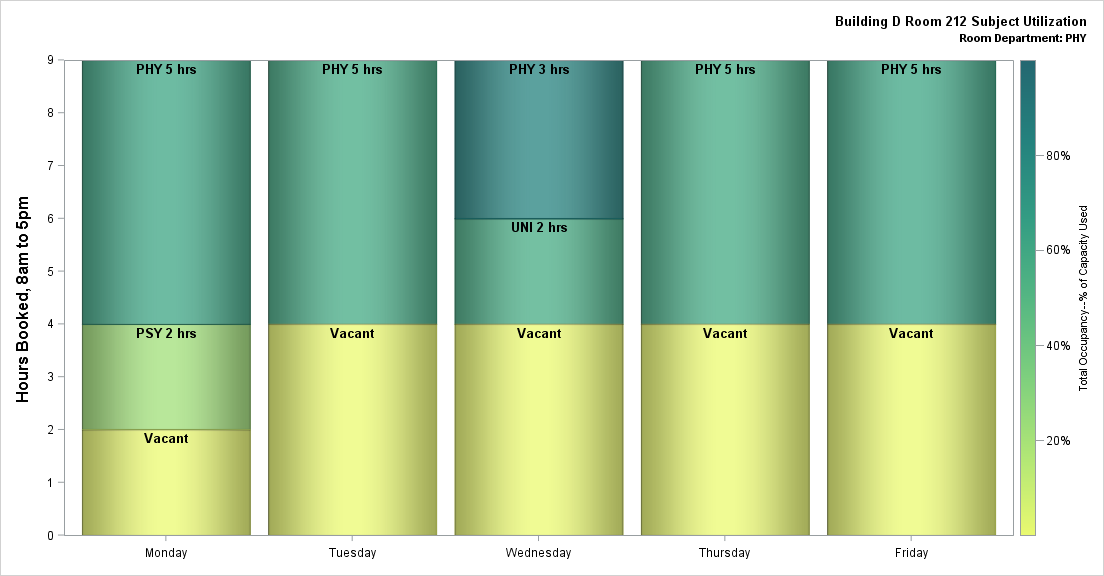 Building D Room 212 Subject Utilization
Room Department: PHY
Hours Booked, 8am to 5pm
9
8
7
6
5
4
3
2
1
0
PHY 5 hrs
PSY 2 hrs
Vacant
PHY 5 hrs
Vacant
PHY 3 hrs
UNI 2 hrs
Vacant
PHY 5 hrs
Vacant
PHY 5 hrs
Vacant
Monday
Tuesday
Wednesday
Thursday
Friday
80%
60%
40%
20%
Total Occupancy--% of Capacity Used